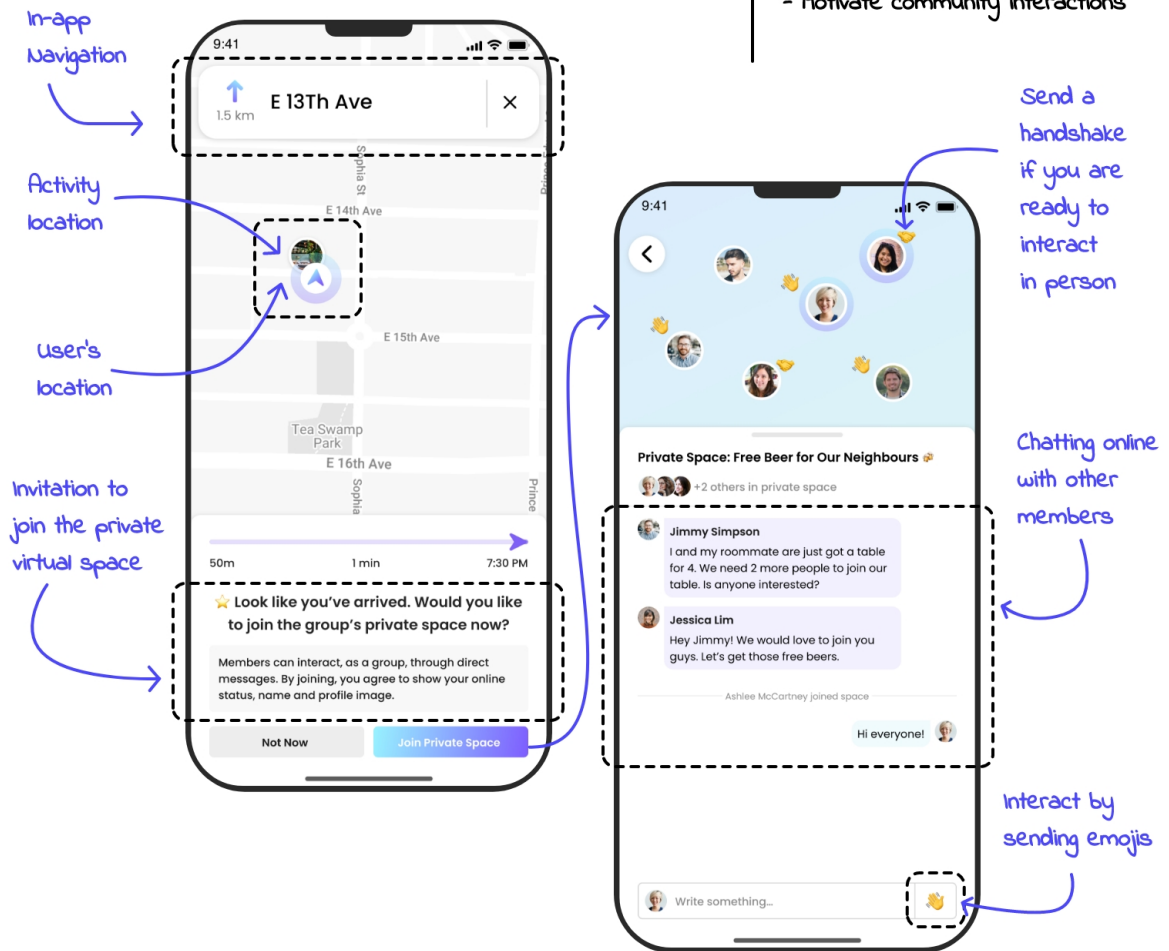 - Motivate community interactions
In-app
Navigation
Activity
location
User's
location
Invitation to
join the private
virtual space
9:41
1.5 km
E 13Th Ave
Sophia St
Prince Ed
E 14th Ave
E 15th Ave
Tea Swamp
Park
E 16th Ave
Sophia
Prince
50m
1 min
7:30 PM
Look like you've arrived. Would you like
to join the group's private space now?
Members can interact, as a group, through direct
messages. By joining, you agree to show your online
status, name and profile image.
Not Now
Join Private Space
9:41
Private Space: Free Beer for Our Neighbours
+2 others in private space
Jimmy Simpson
I and my roommate are just got a table
for 4. We need 2 more people to join our
table. Is anyone interested?
Jessica Lim
Hey Jimmy! We would love to join you
guys. Let's get those free beers.
Ashlee McCartney joined space
Hi everyone!
Write something...
Send a
handshake
if you are
ready to
interact
in person
Chatting online
with other
members
Interact by
sending emojis